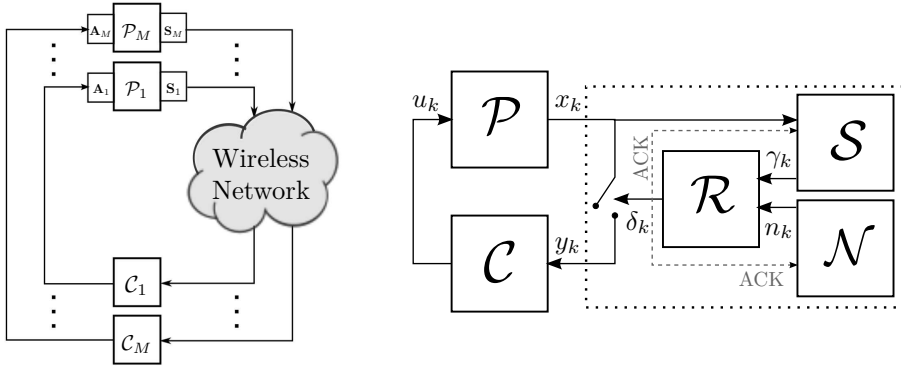 A_M 𝒫_M S_M
A_1 𝒫_1 S_1
Wireless
Network
𝒞_1
𝒞_M
u_k 𝒫 x_k
𝒮
ACK
γ_k
ℛ
δ_k
n_k
𝒩
y_k
𝒞
ACK